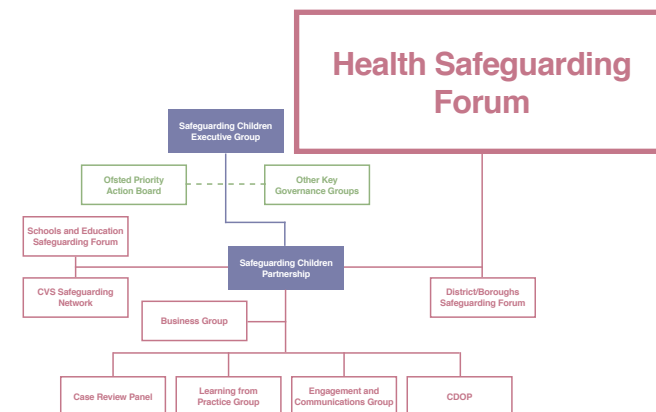 Health Safeguarding
Forum
Safeguarding Children
Executive Group
Ofsted Priority
Action Board
Other Key
Governance Groups
Schools and Education
Safeguarding Forum
Safeguarding Children
Partnership
CVS Safeguarding
Network
District/Boroughs
Safeguarding Forum
Business Group
Case Review Panel
Learning from
Practice Group
Engagement and
Communications Group
CDOP